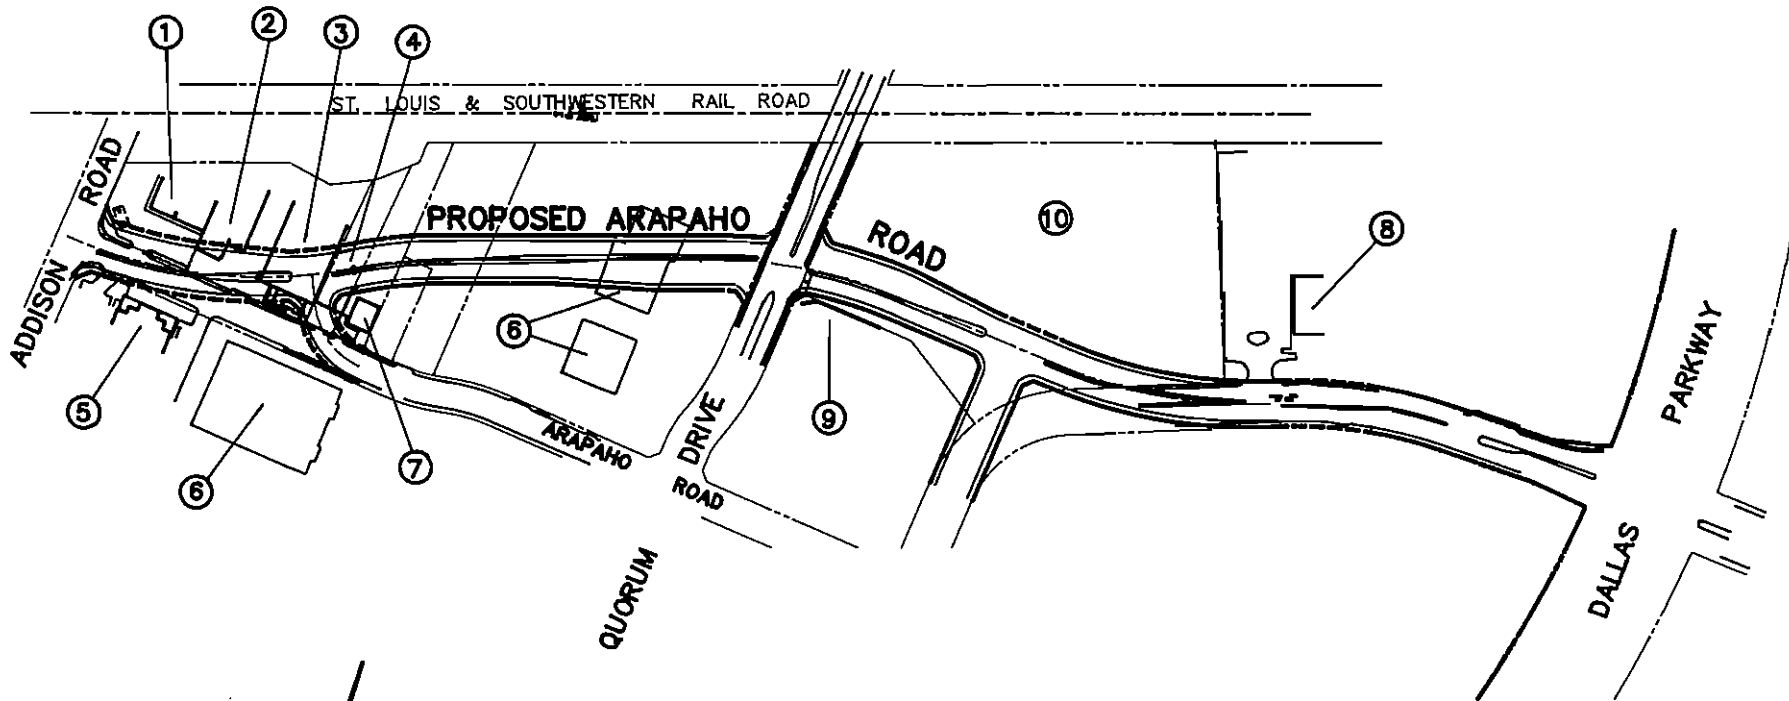 1
2
3
4
ST. LOUIS & SOUTHWESTERN RAIL ROAD
ADDISON ROAD
PROPOSED ARAPAHO ROAD
10
8
6
5
6
7
9
ARAPAHO ROAD
QUORUM DRIVE
DALLAS PARKWAY